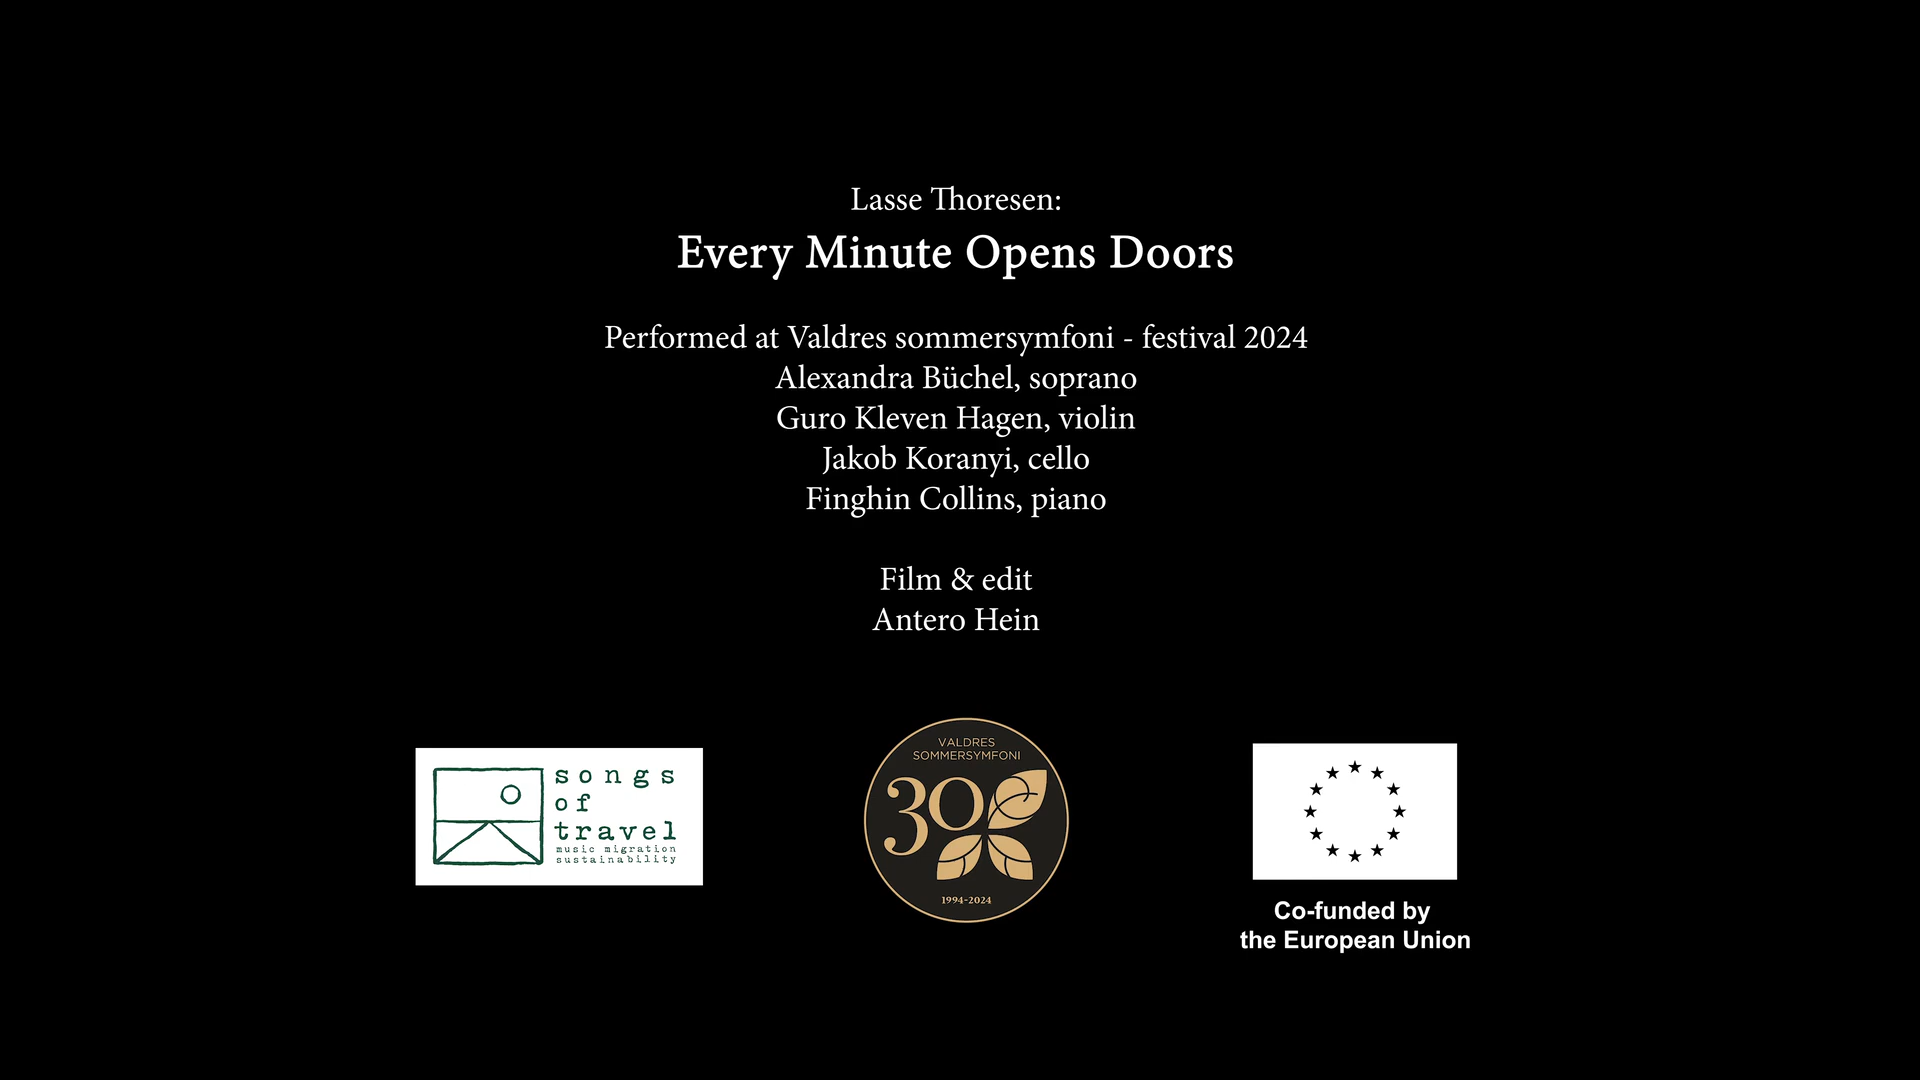 Lasse Thoresen:
Every Minute Opens Doors
Performed at Valdres sommersymfoni - festival 2024
Alexandra Büchel, soprano
Guro Kleven Hagen, violin
Jakob Koranyi, cello
Finghin Collins, piano
Film & edit
Antero Hein
songs
of
travel
music migration
sustainability
VALDRES
SOMMERSYMFONI
30
1994-2024
Co-funded by
the European Union